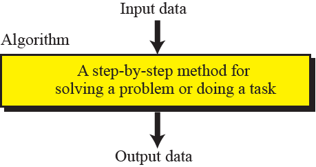 Input data
Algorithm
A step-by-step method for
solving a problem or doing a task
Output data